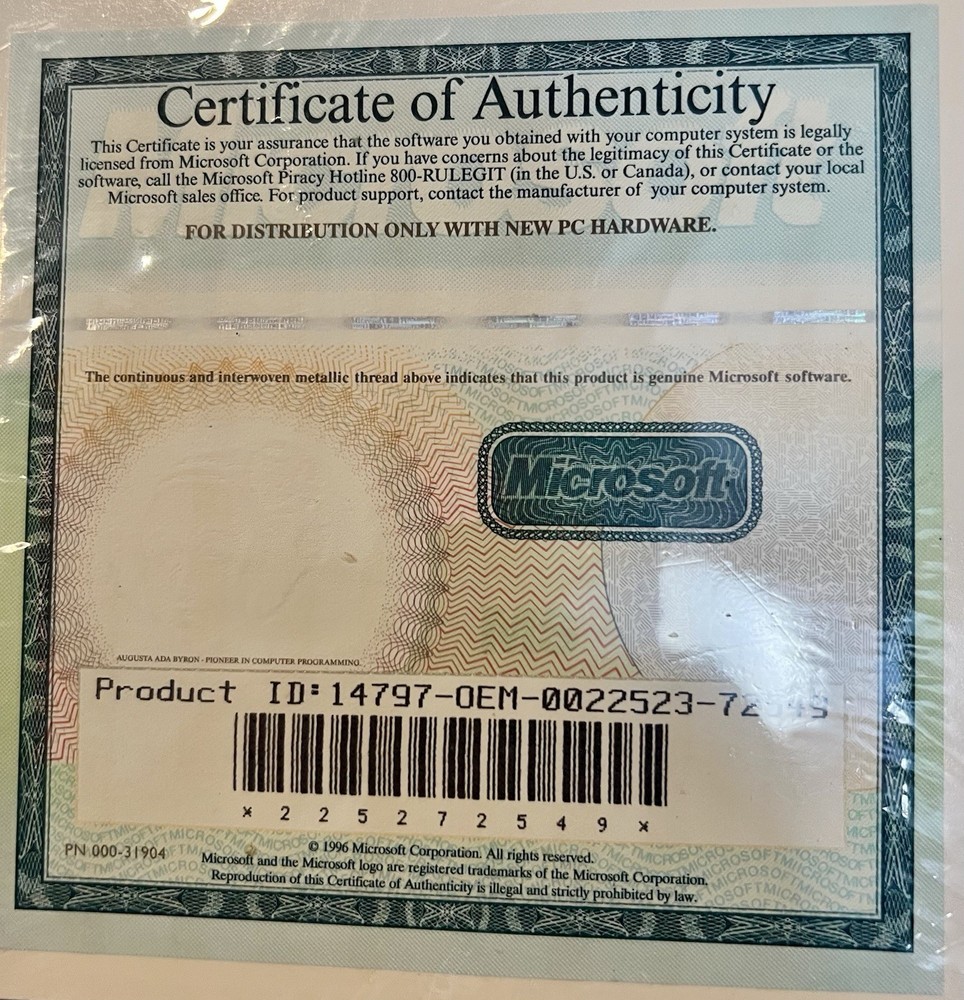 Certificate of Authenticity
This Certificate is your assurance that the software you obtained with your computer system is legally
licensed from Microsoft Corporation. If you have concerns about the legitimacy of this Certificate or the
software, call the Microsoft Piracy Hotline 800-RULEGIT (in the U.S. or Canada), or contact your local
Microsoft sales office. For product support, contact the manufacturer of your computer system.
FOR DISTRIBUTION ONLY WITH NEW PC HARDWARE.
The continuous and interwoven metallic thread above indicates that this product is genuine Microsoft software.
Microsoft
AUGUSTA ADA BYRON - PIONEER IN COMPUTER PROGRAMMING
Product ID:14797-OEM-0022523-
* 2 2 5 2 7 2 5 4 9 *
PN 000-31904
© 1996 Microsoft Corporation. All rights reserved.
Microsoft and the Microsoft logo are registered trademarks of the Microsoft Corporation.
Reproduction of this Certificate of Authenticity is illegal and strictly prohibited by law.